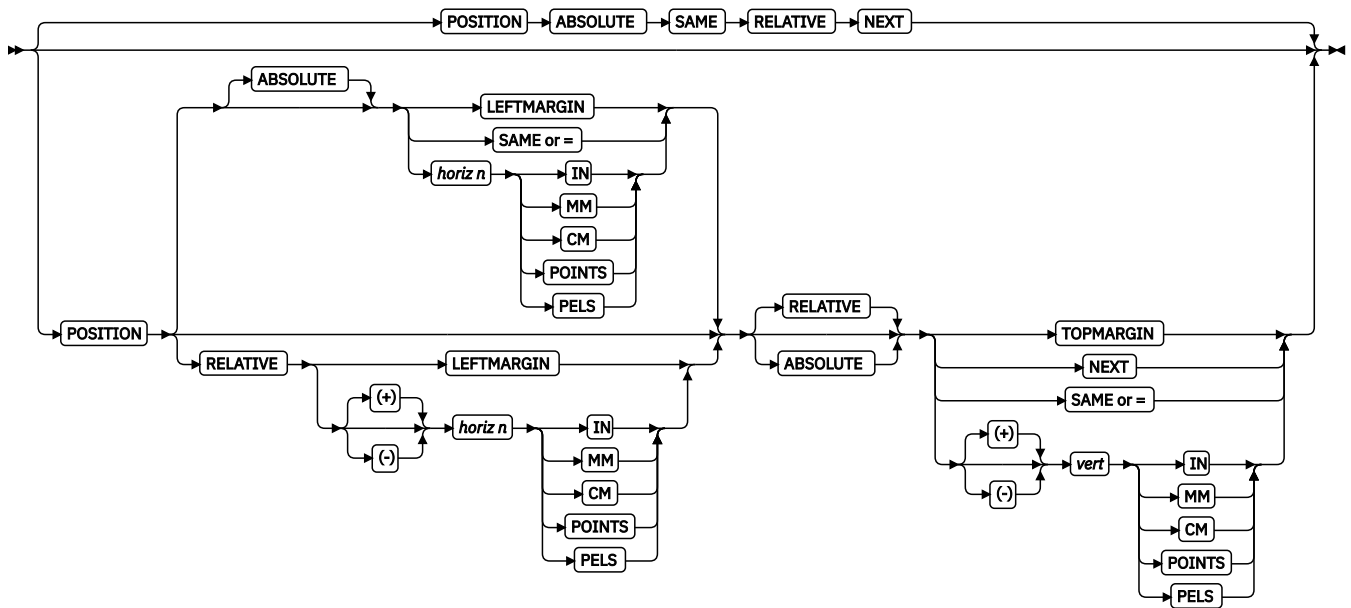 POSITION ABSOLUTE SAME RELATIVE NEXT
ABSOLUTE
LEFTMARGIN
SAME or =
horiz n IN
MM
CM
POINTS
PELS
POSITION
RELATIVE LEFTMARGIN
(+)
(-)
horiz n IN
MM
CM
POINTS
PELS
RELATIVE
ABSOLUTE
TOPMARGIN
NEXT
SAME or =
(+)
(-)
vert IN
MM
CM
POINTS
PELS